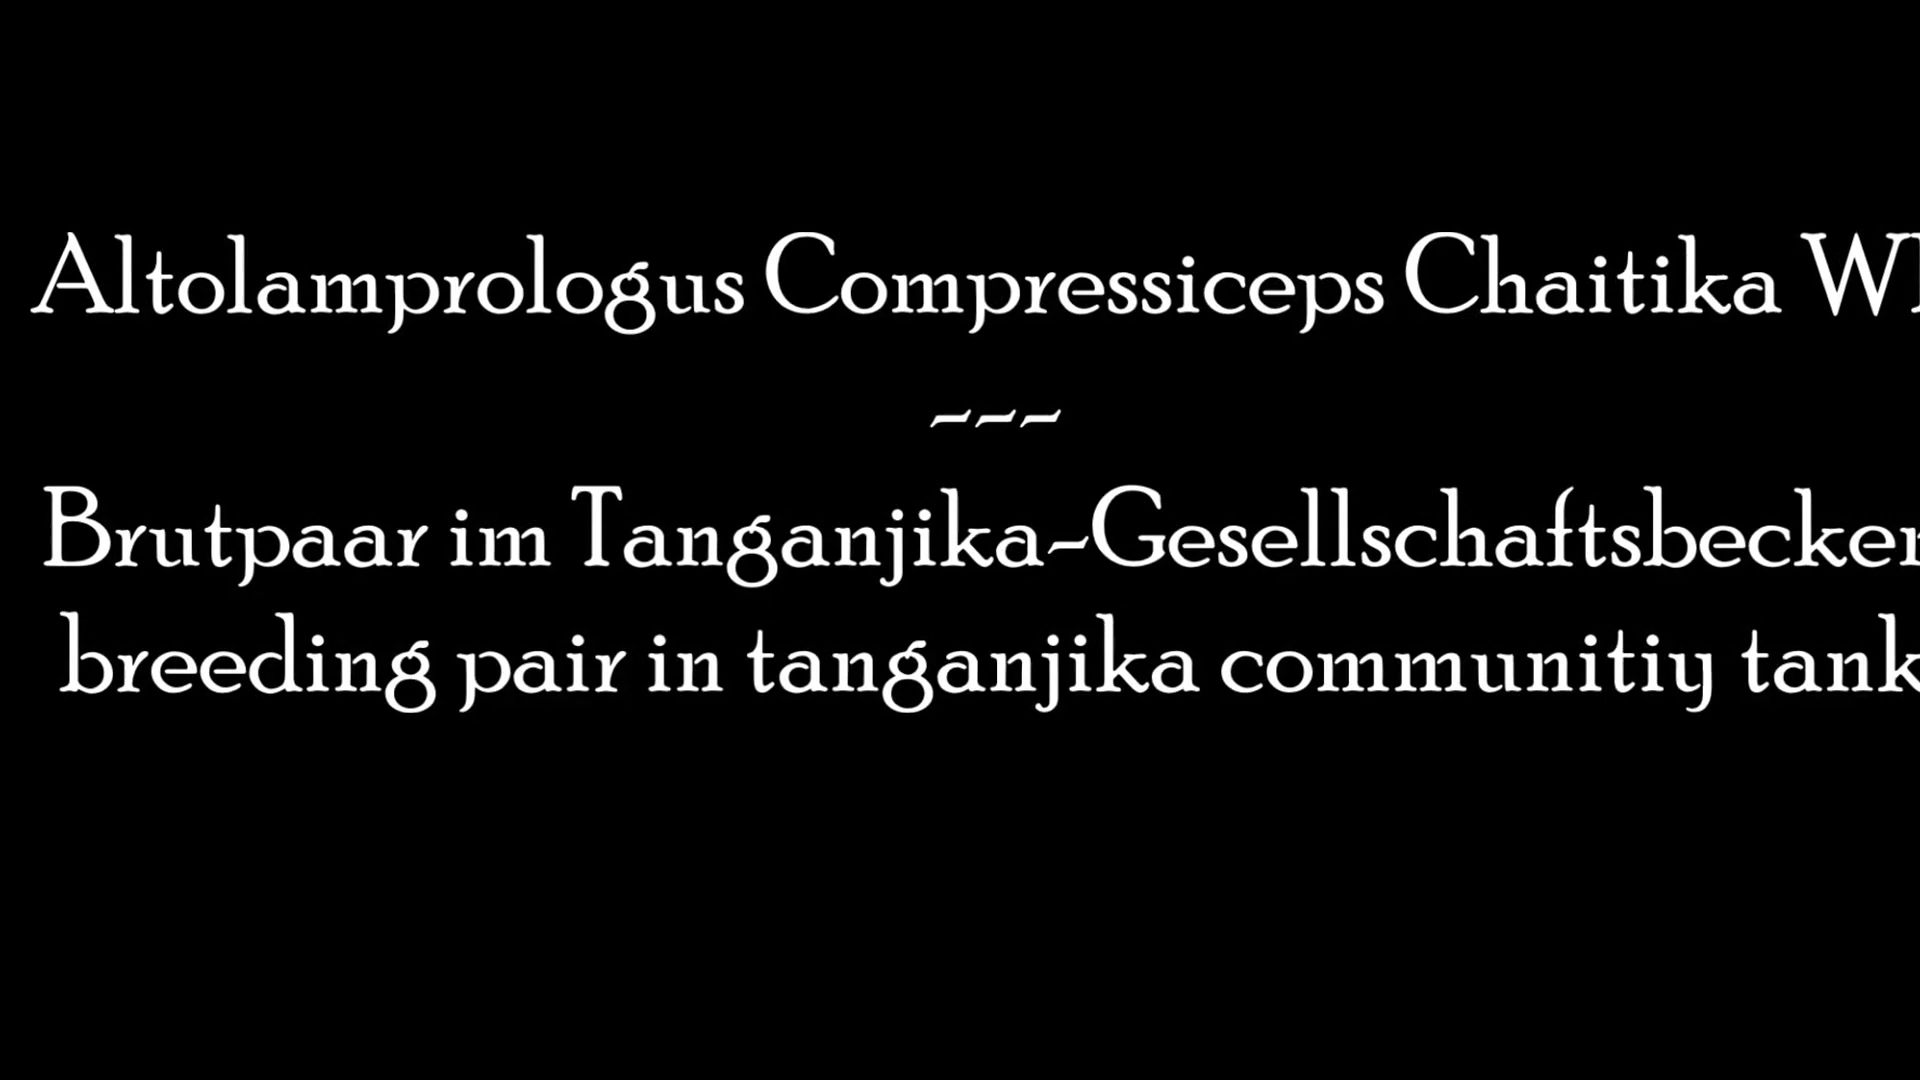 Altolamprologus Compressiceps Chaitika
---
Brutpaar im Tanganjika-Gesellschaftsbecken
breeding pair in tanganjika communitiy tank